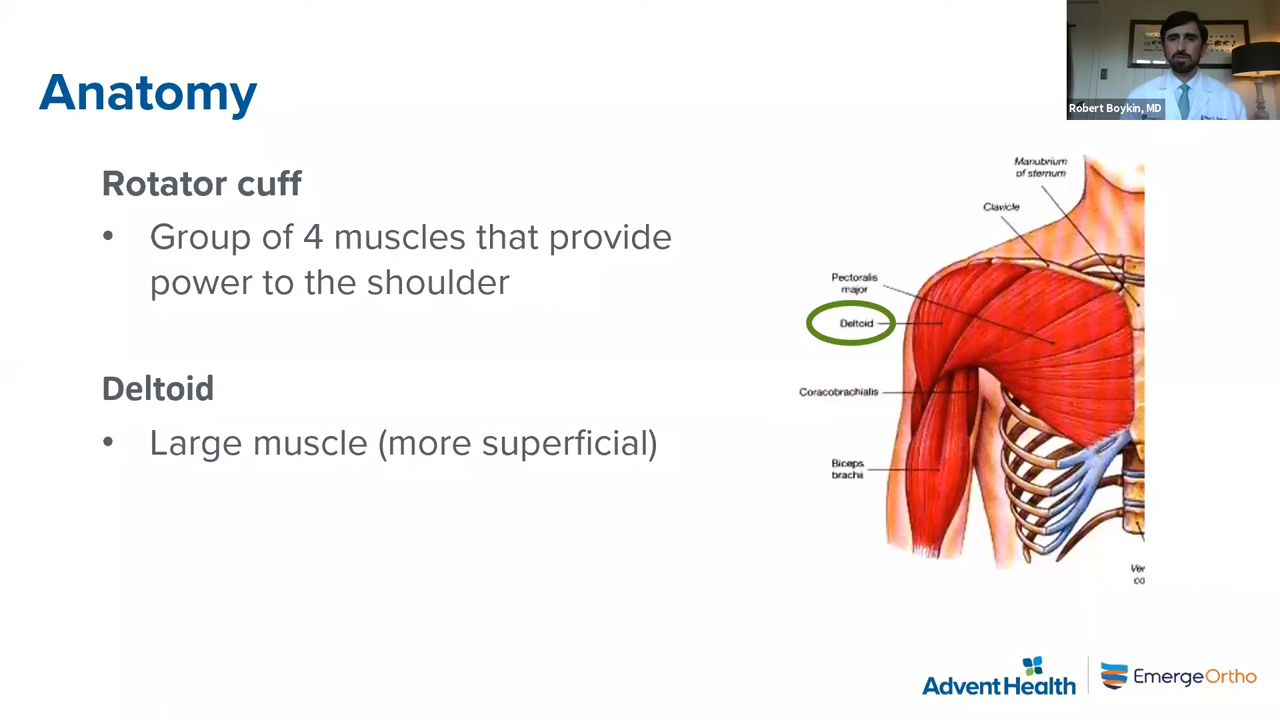 Anatomy
Robert Boykin, MD
Rotator cuff
• Group of 4 muscles that provide
power to the shoulder
Deltoid
• Large muscle (more superficial)
Manubrium
of sternum
Clavicle
Pectoralis
major
Deltoid
Coracobrachialis
Biceps
brachii
AdventHealth
EmergeOrtho